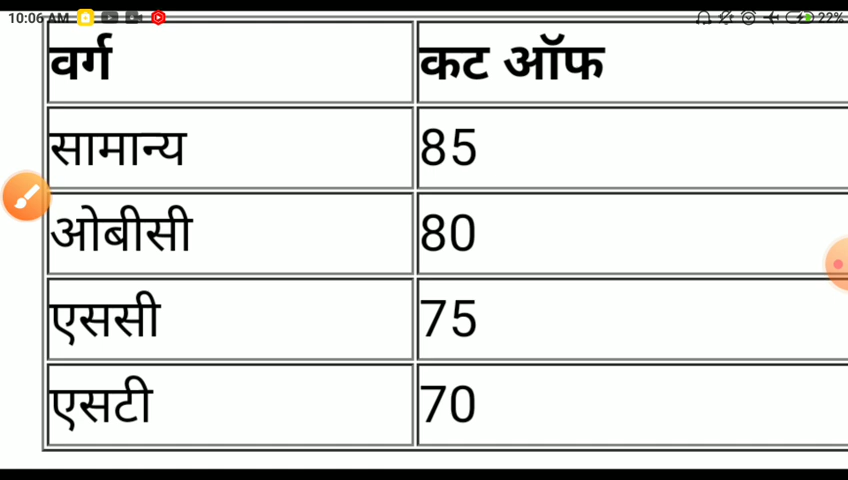 10:06 AM 22%
वर्ग कट ऑफ
सामान्य 85
ओबीसी 80
एससी 75
एसटी 70